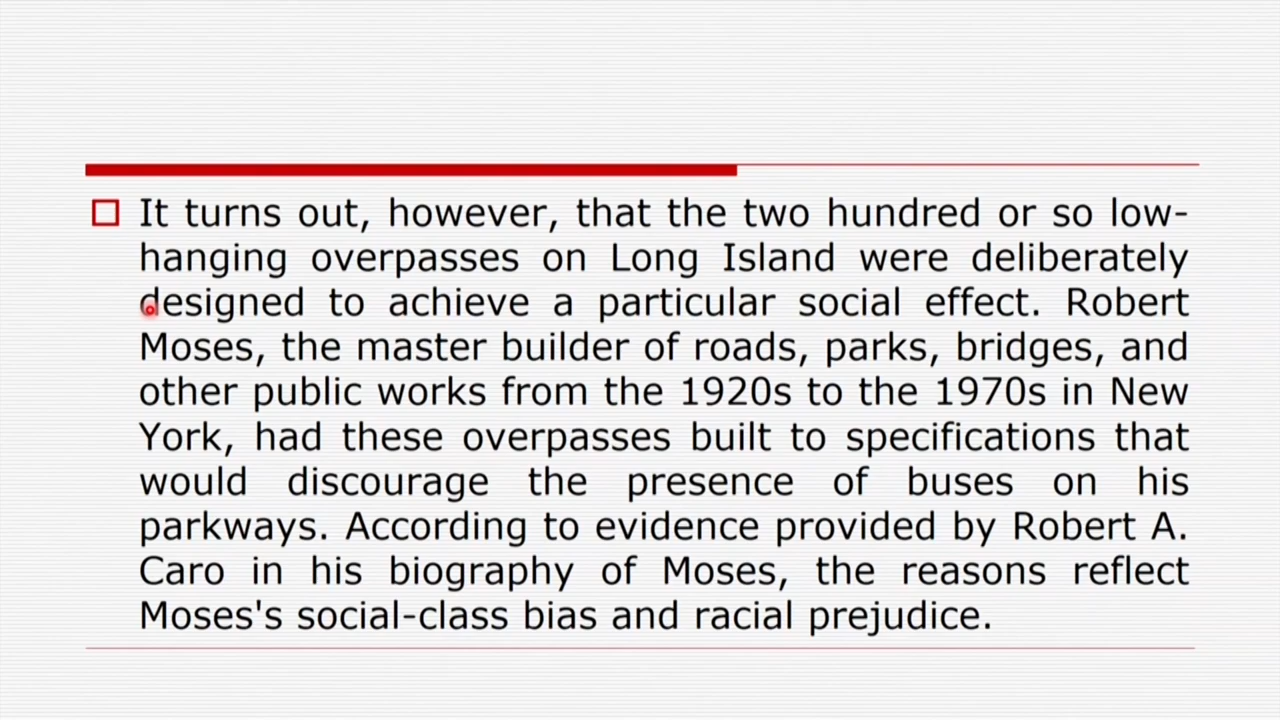 It turns out, however, that the two hundred or so low-
hanging overpasses on Long Island were deliberately
designed to achieve a particular social effect. Robert
Moses, the master builder of roads, parks, bridges, and
other public works from the 1920s to the 1970s in New
York, had these overpasses built to specifications that
would discourage the presence of buses on his
parkways. According to evidence provided by Robert A.
Caro in his biography of Moses, the reasons reflect
Moses's social-class bias and racial prejudice.